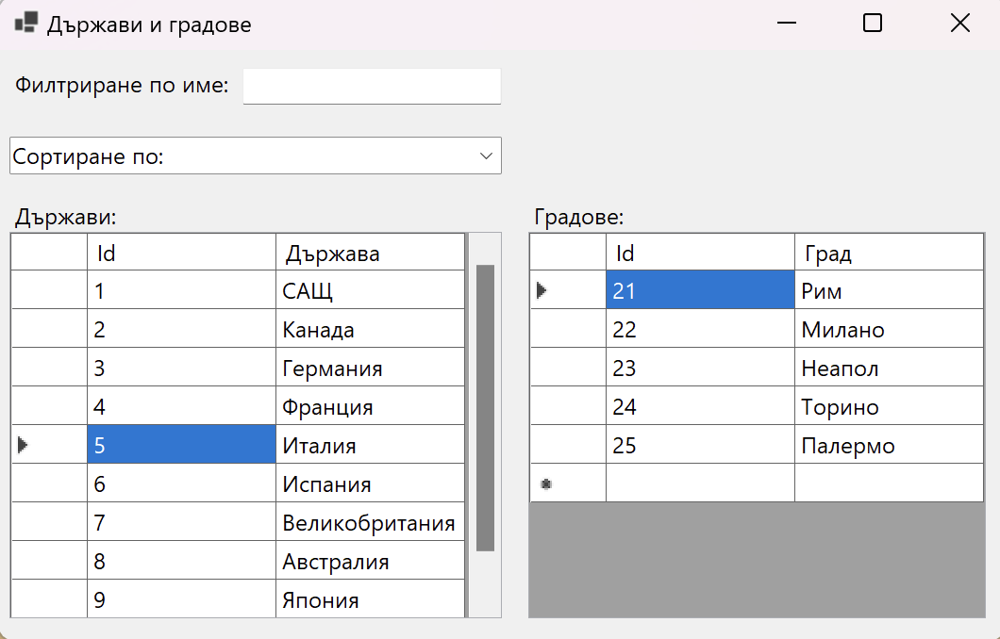 Държави и градове
Филтриране по име:
Сортиране по:
Държави:
Id Държава
1 САЩ
2 Канада
3 Германия
4 Франция
5 Италия
6 Испания
7 Великобритания
8 Австралия
9 Япония
Градове:
Id Град
21 Рим
22 Милано
23 Неапол
24 Торино
25 Палермо